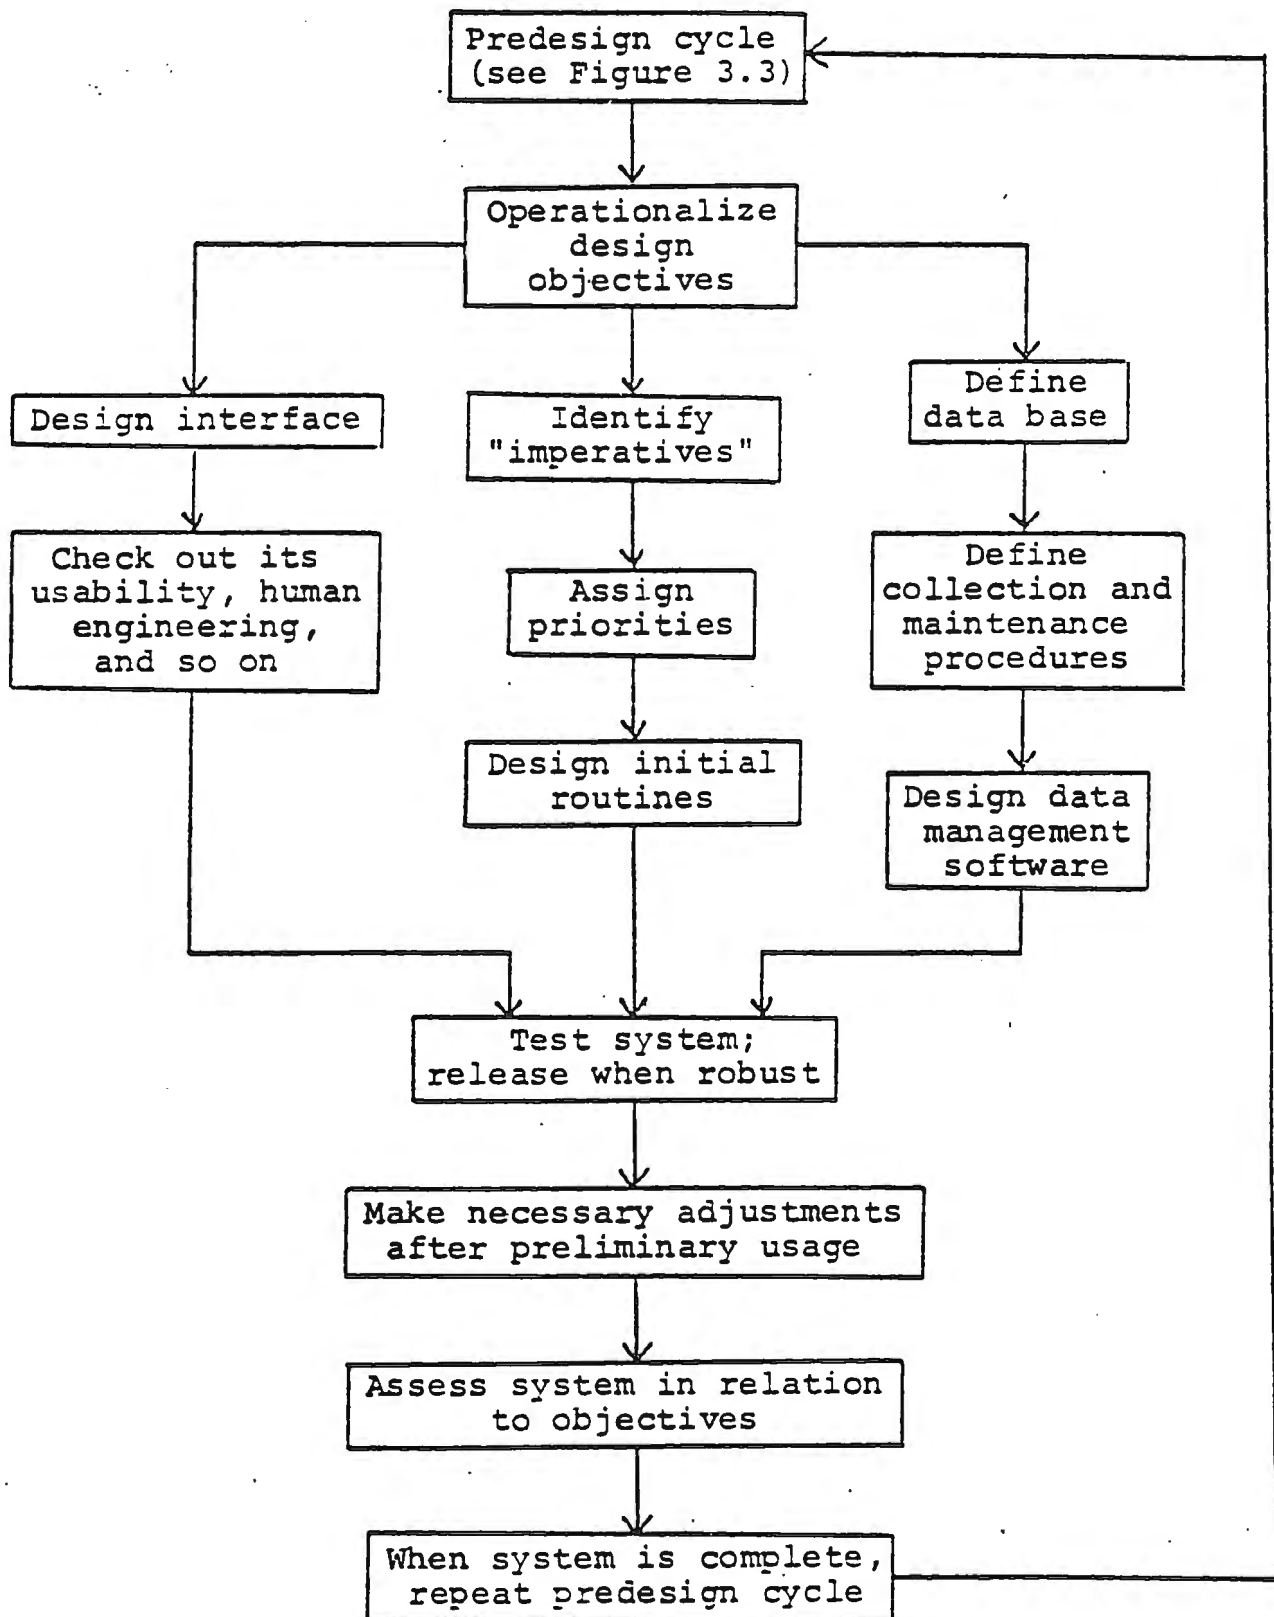 Predesign cycle
(see Figure 3.3)
Operationalize
design
objectives
Design interface
Check out its
usability, human
engineering,
and so on
Identify
"imperatives"
Assign
priorities
Design initial
routines
Define
data base
Define
collection and
maintenance
procedures
Design data
management
software
Test system;
release when robust
Make necessary adjustments
after preliminary usage
Assess system in relation
to objectives
When system is complete,
repeat predesign cycle